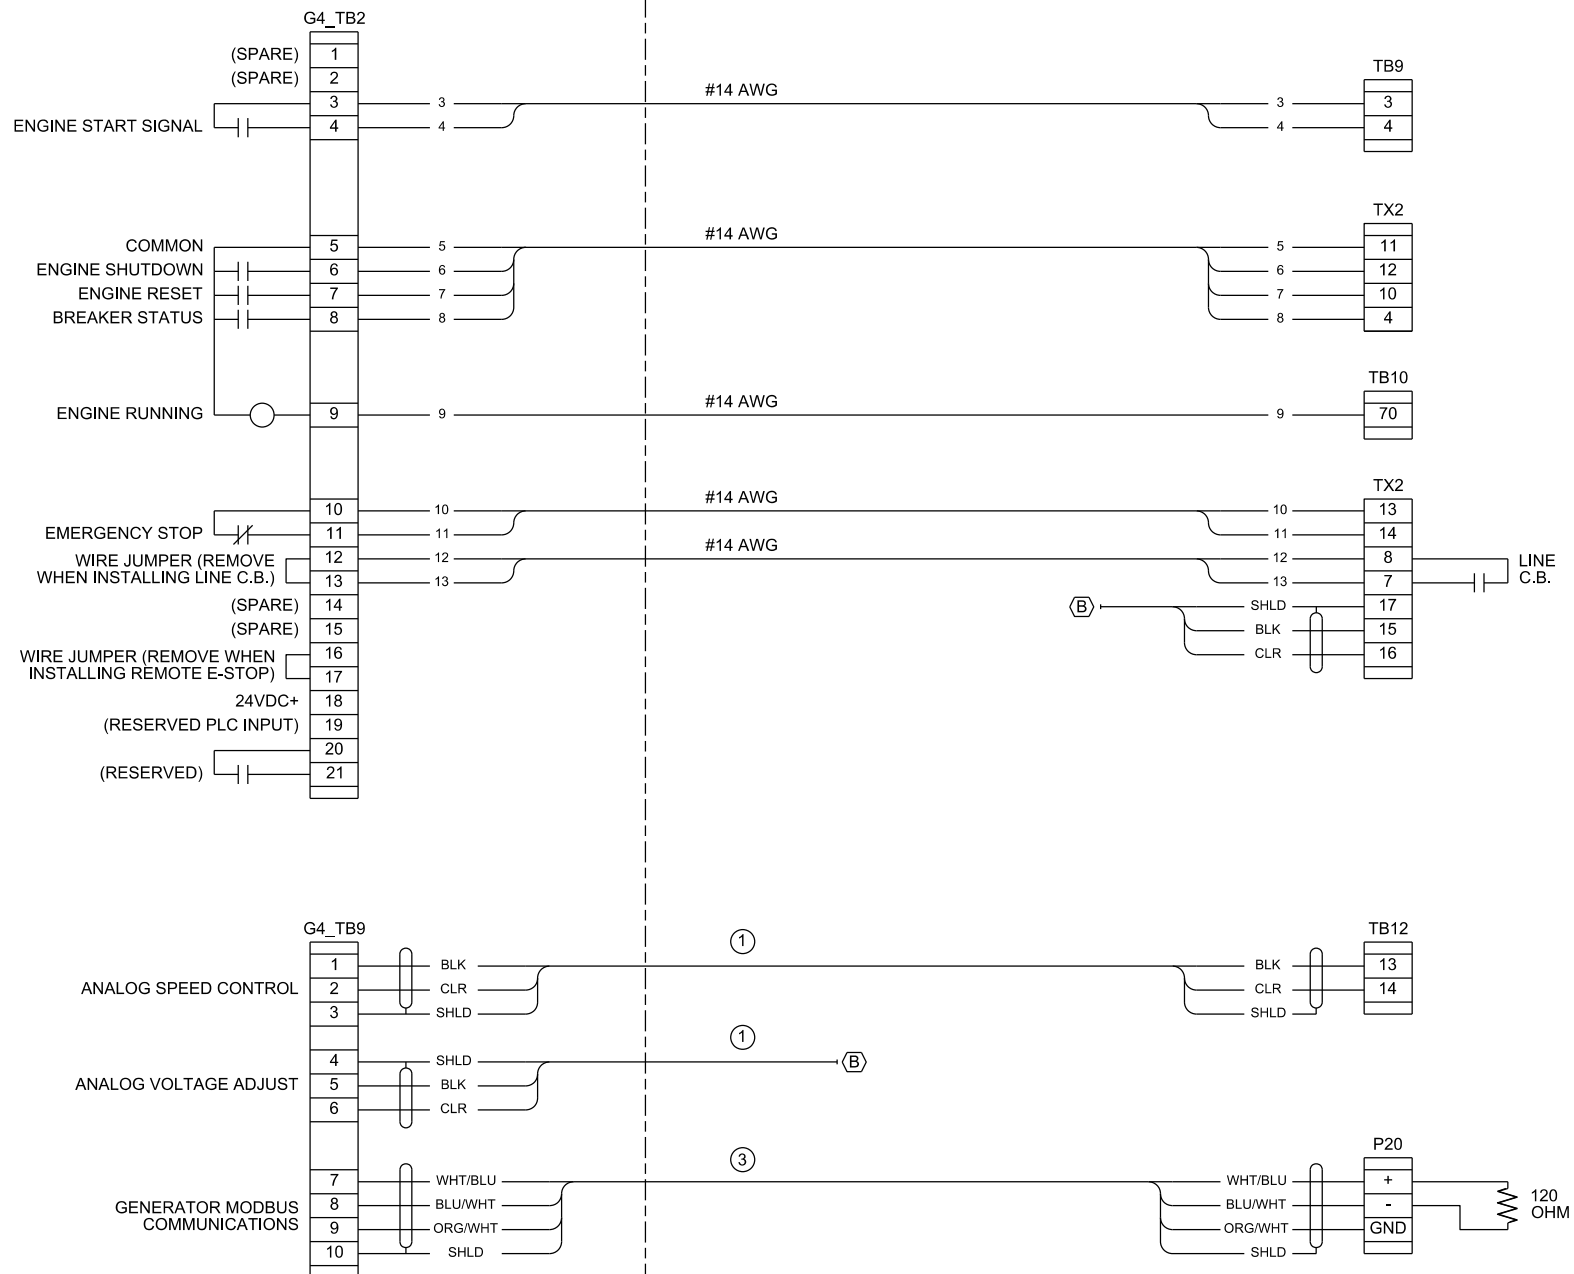 G4_TB2
(SPARE) 1
(SPARE) 2
TB9
#14 AWG
3 3 3 3
ENGINE START SIGNAL 4 4 4 4
TX2
#14 AWG
COMMON 5 5 5 11
ENGINE SHUTDOWN 6 6 6 12
ENGINE RESET 7 7 7 10
BREAKER STATUS 8 8 8 4
TB10
#14 AWG
ENGINE RUNNING 9 9 9 70
TX2
#14 AWG
10 10 10 13
EMERGENCY STOP 11 11 11 14
#14 AWG
WIRE JUMPER (REMOVE
WHEN INSTALLING LINE C.B.)
12 12 12 8
13 13 13 7
LINE
C.B.
(SPARE) 14
B SHLD 17
(SPARE) 15
BLK 15
WIRE JUMPER (REMOVE WHEN
INSTALLING REMOTE E-STOP)
16
CLR 16
17
24VDC+ 18
(RESERVED PLC INPUT) 19
20
(RESERVED) 21
G4_TB9
TB12
1
1 BLK BLK 13
ANALOG SPEED CONTROL 2 CLR CLR 14
3 SHLD SHLD
1
4 SHLD B
ANALOG VOLTAGE ADJUST 5 BLK
6 CLR
P20
3
7 WHT/BLU WHT/BLU +
GENERATOR MODBUS
COMMUNICATIONS
8 BLU/WHT BLU/WHT -
9 ORG/WHT ORG/WHT GND
10 SHLD SHLD
120
OHM